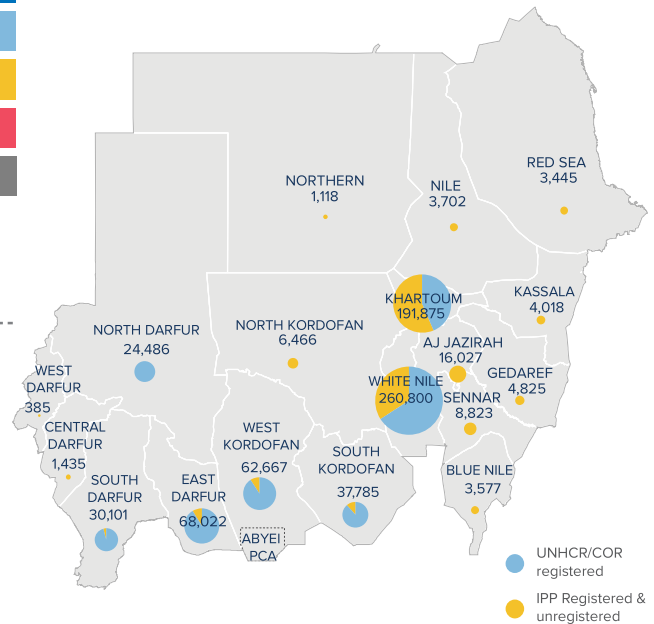 RED SEA
3,445
NORTHERN
1,118
NILE
3,702
KASSALA
4,018
KHARTOUM
191,875
NORTH DARFUR
24,486
NORTH KORDOFAN
6,466
AJ JAZIRAH
16,027
WEST
DARFUR
385
WHITE NILE
260,800
GEDAREF
4,825
SENNAR
8,823
CENTRAL
DARFUR
1,435
WEST
KORDOFAN
62,667
SOUTH
KORDOFAN
37,785
SOUTH
DARFUR
30,101
EAST
DARFUR
68,022
BLUE NILE
3,577
ABYEI
PCA
UNHCR/COR
registered
IPP Registered &
unregistered